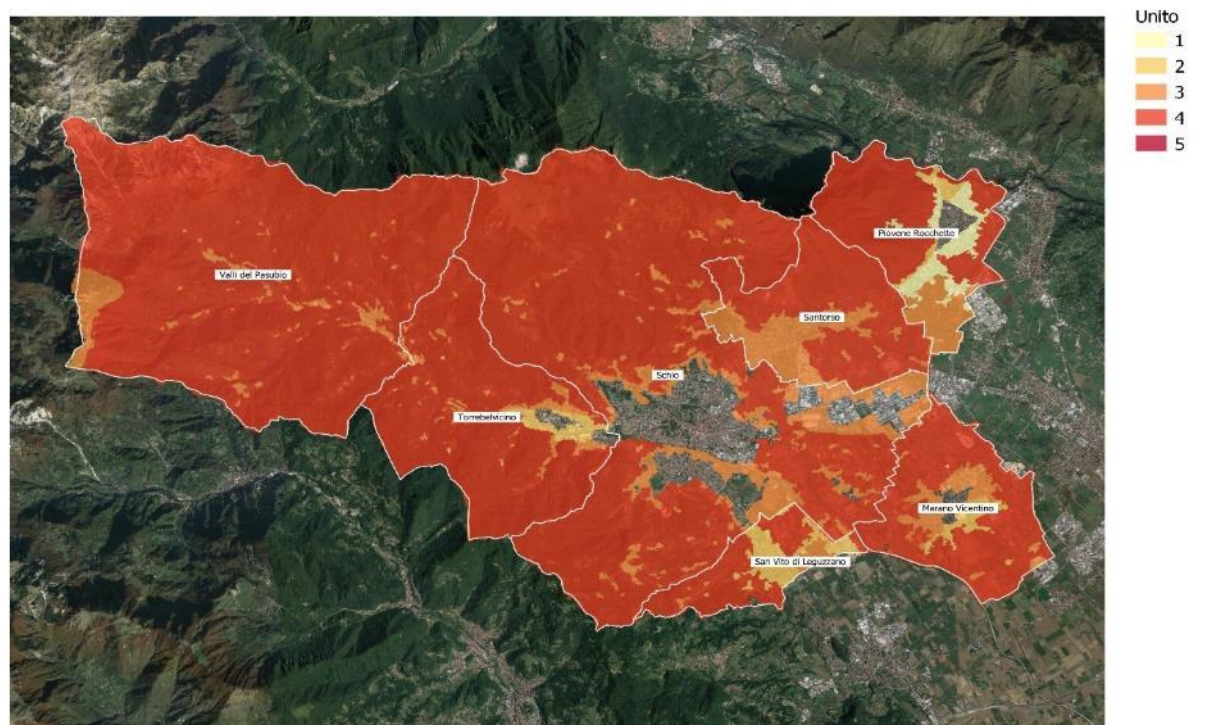 Unito
1
2
3
4
5
Piovene Rocchette
Valli del Pasubio
Santorso
Schio
Torrebelvicino
Marano Vicentino
San Vito di Leguzzano